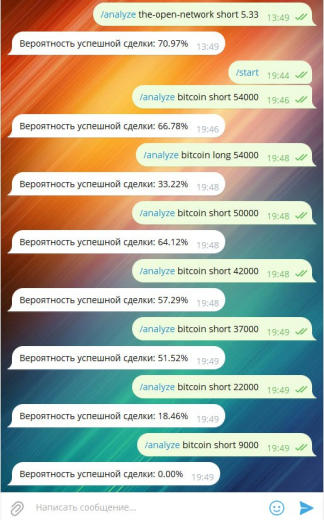 /analyze the-open-network short 5.33 13:49
Вероятность успешной сделки: 70.97% 13:49
/start 19:44
/analyze bitcoin short 54000 19:46
Вероятность успешной сделки: 66.78% 19:46
/analyze bitcoin long 54000 19:48
Вероятность успешной сделки: 33.22% 19:48
/analyze bitcoin short 50000 19:48
Вероятность успешной сделки: 64.12% 19:48
/analyze bitcoin short 42000 19:48
Вероятность успешной сделки: 57.29% 19:48
/analyze bitcoin short 37000 19:49
Вероятность успешной сделки: 51.52% 19:49
/analyze bitcoin short 22000 19:49
Вероятность успешной сделки: 18.46% 19:49
/analyze bitcoin short 9000 19:49
Вероятность успешной сделки: 0.00% 19:49
Написать сообщение...